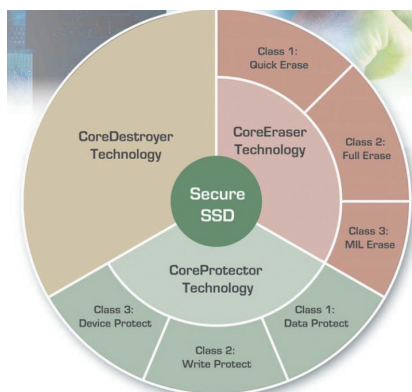 Class 1:
Quick Erase
CoreDestroyer
Technology
CoreEraser
Technology
Class 2:
Full Erase
Secure
SSD
Class 3:
MIL Erase
CoreProtector
Technology
Class 3:
Device Protect
Class 2:
Write Protect
Class 1:
Data Protect